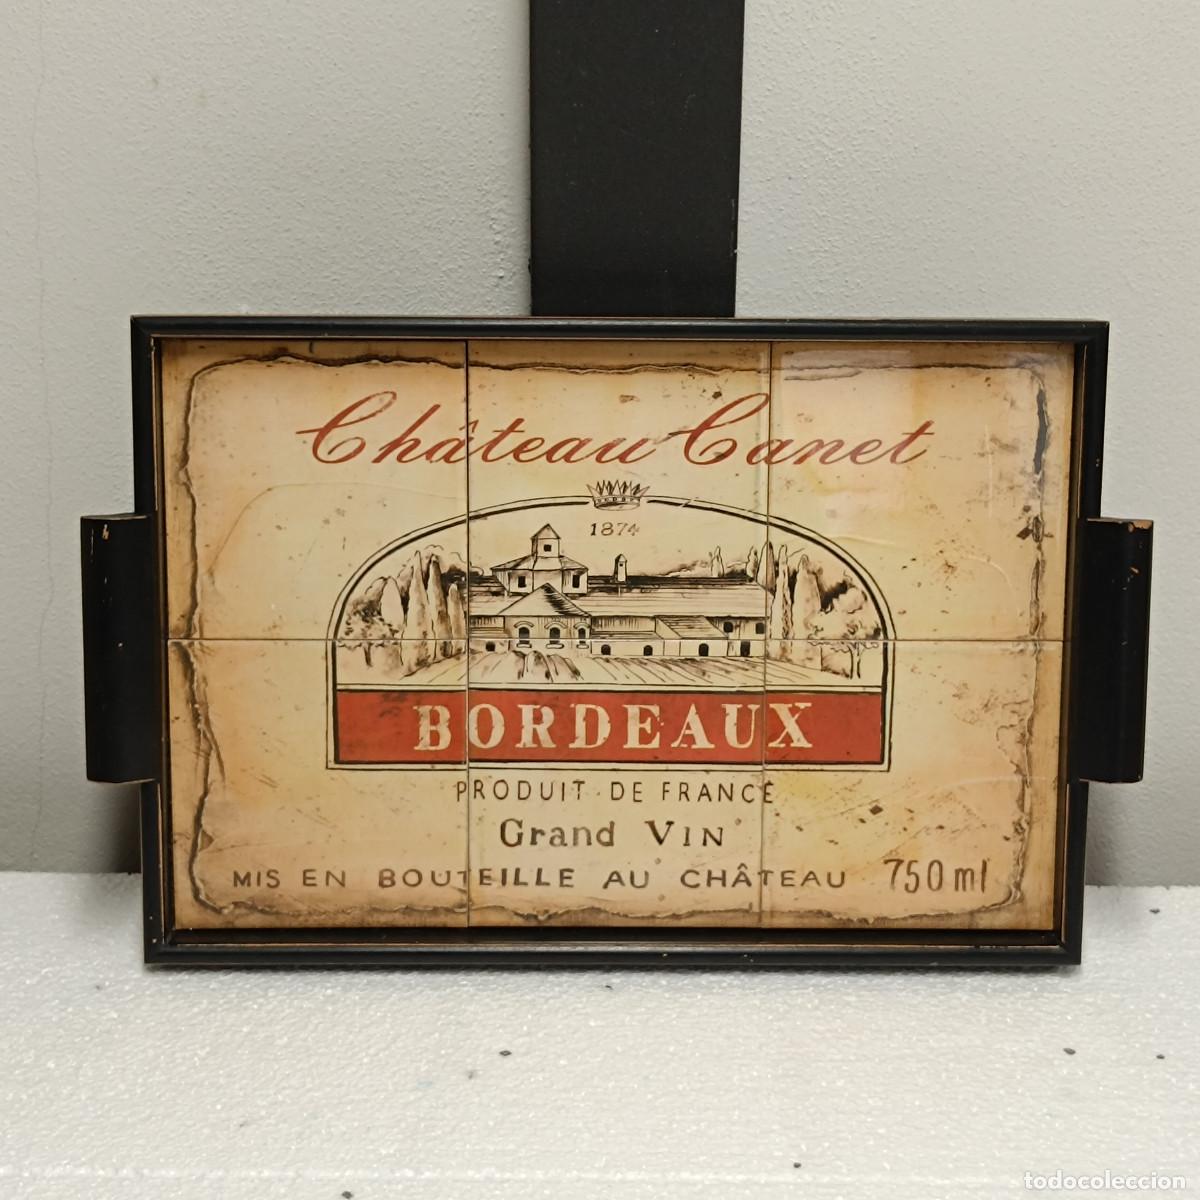 Château Canet
1874
BORDEAUX
PRODUIT DE FRANCE
Grand VIN
MIS EN BOUTEILLE AU CHÂTEAU 750 ml
todocoleccion